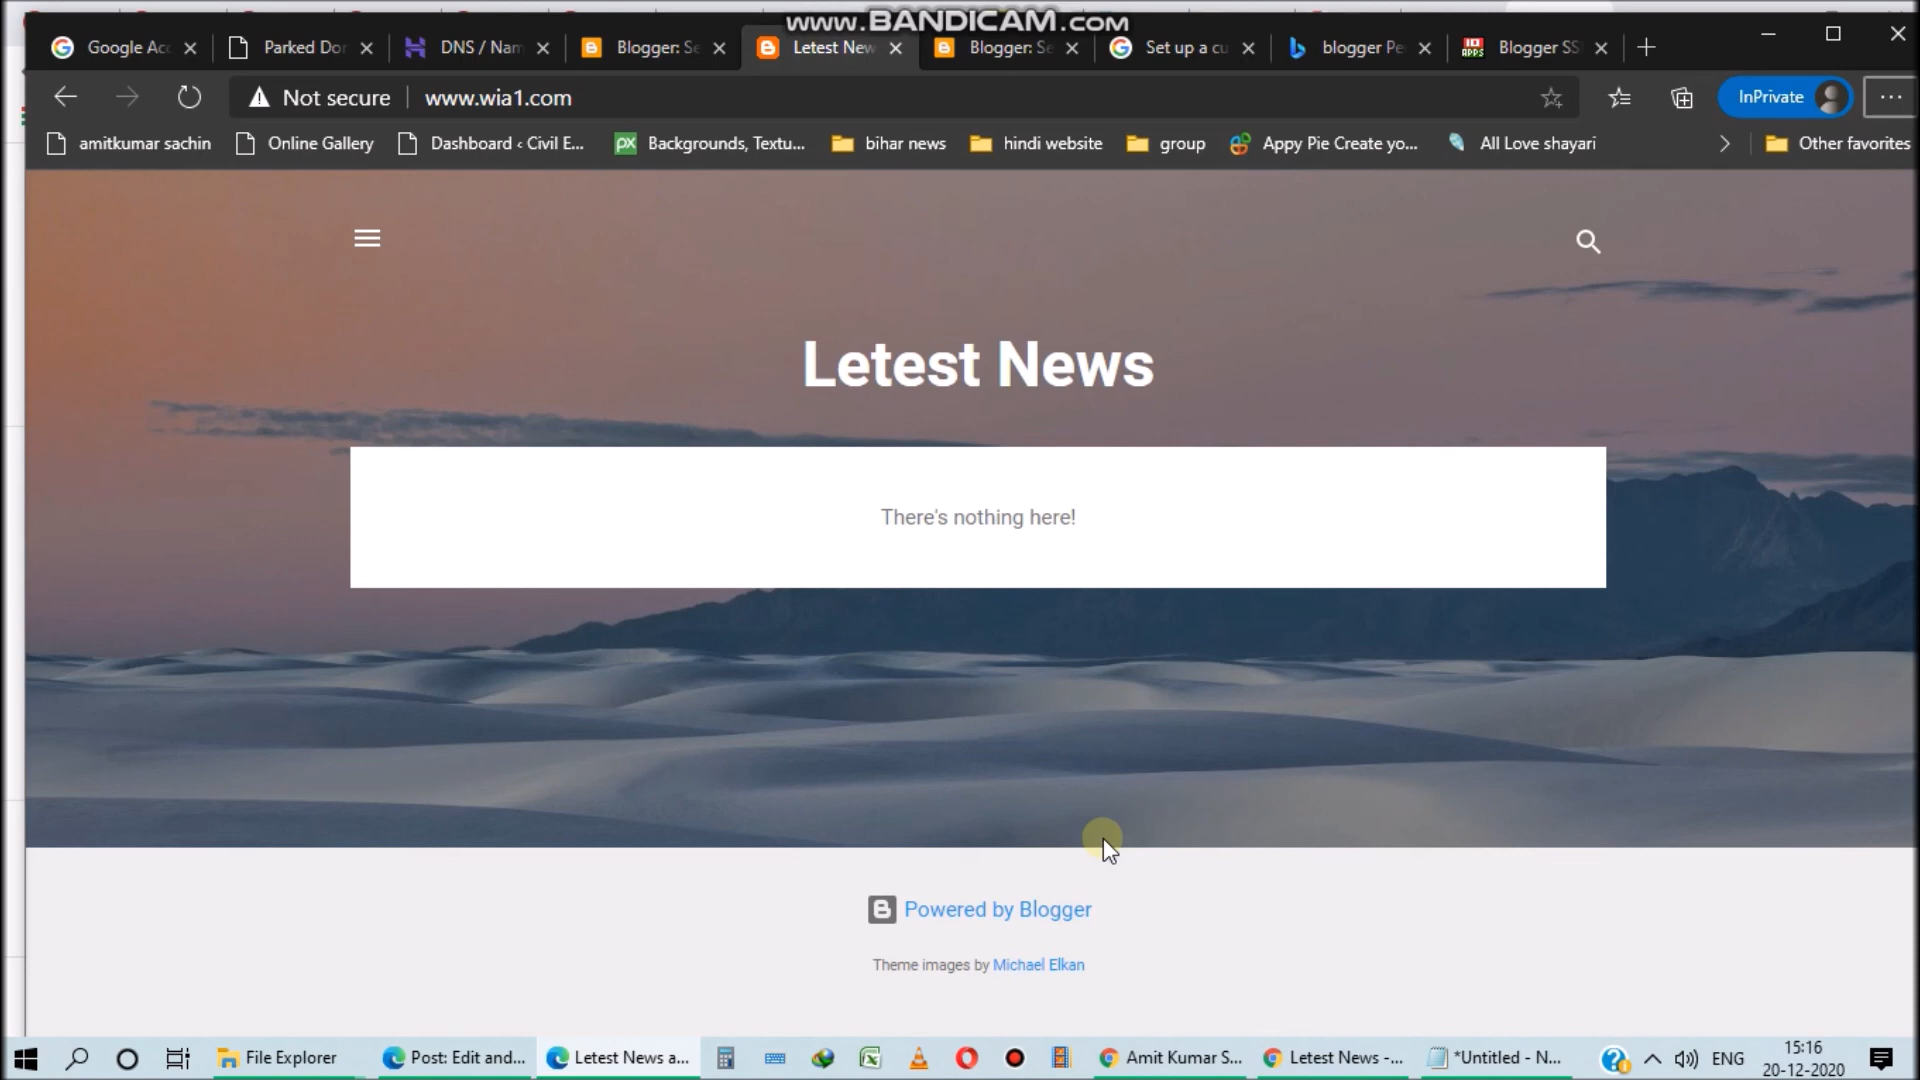 www.BANDICAM.com
Google Acc
Parked Dor
DNS / Nam
Blogger: Se
Letest New
Blogger: Se
Set up a cu
blogger Pe
Blogger SS
Not secure
www.wia1.com
InPrivate
amitkumar sachin
Online Gallery
Dashboard ‹ Civil E...
Backgrounds, Textu...
bihar news
hindi website
group
Appy Pie Create yo...
All Love shayari
Other favorites
Letest News
There's nothing here!
Powered by Blogger
Theme images by Michael Elkan
File Explorer
Post: Edit and...
Letest News a...
Amit Kumar S...
Letest News -...
*Untitled - N...
ENG
15:16
20-12-2020